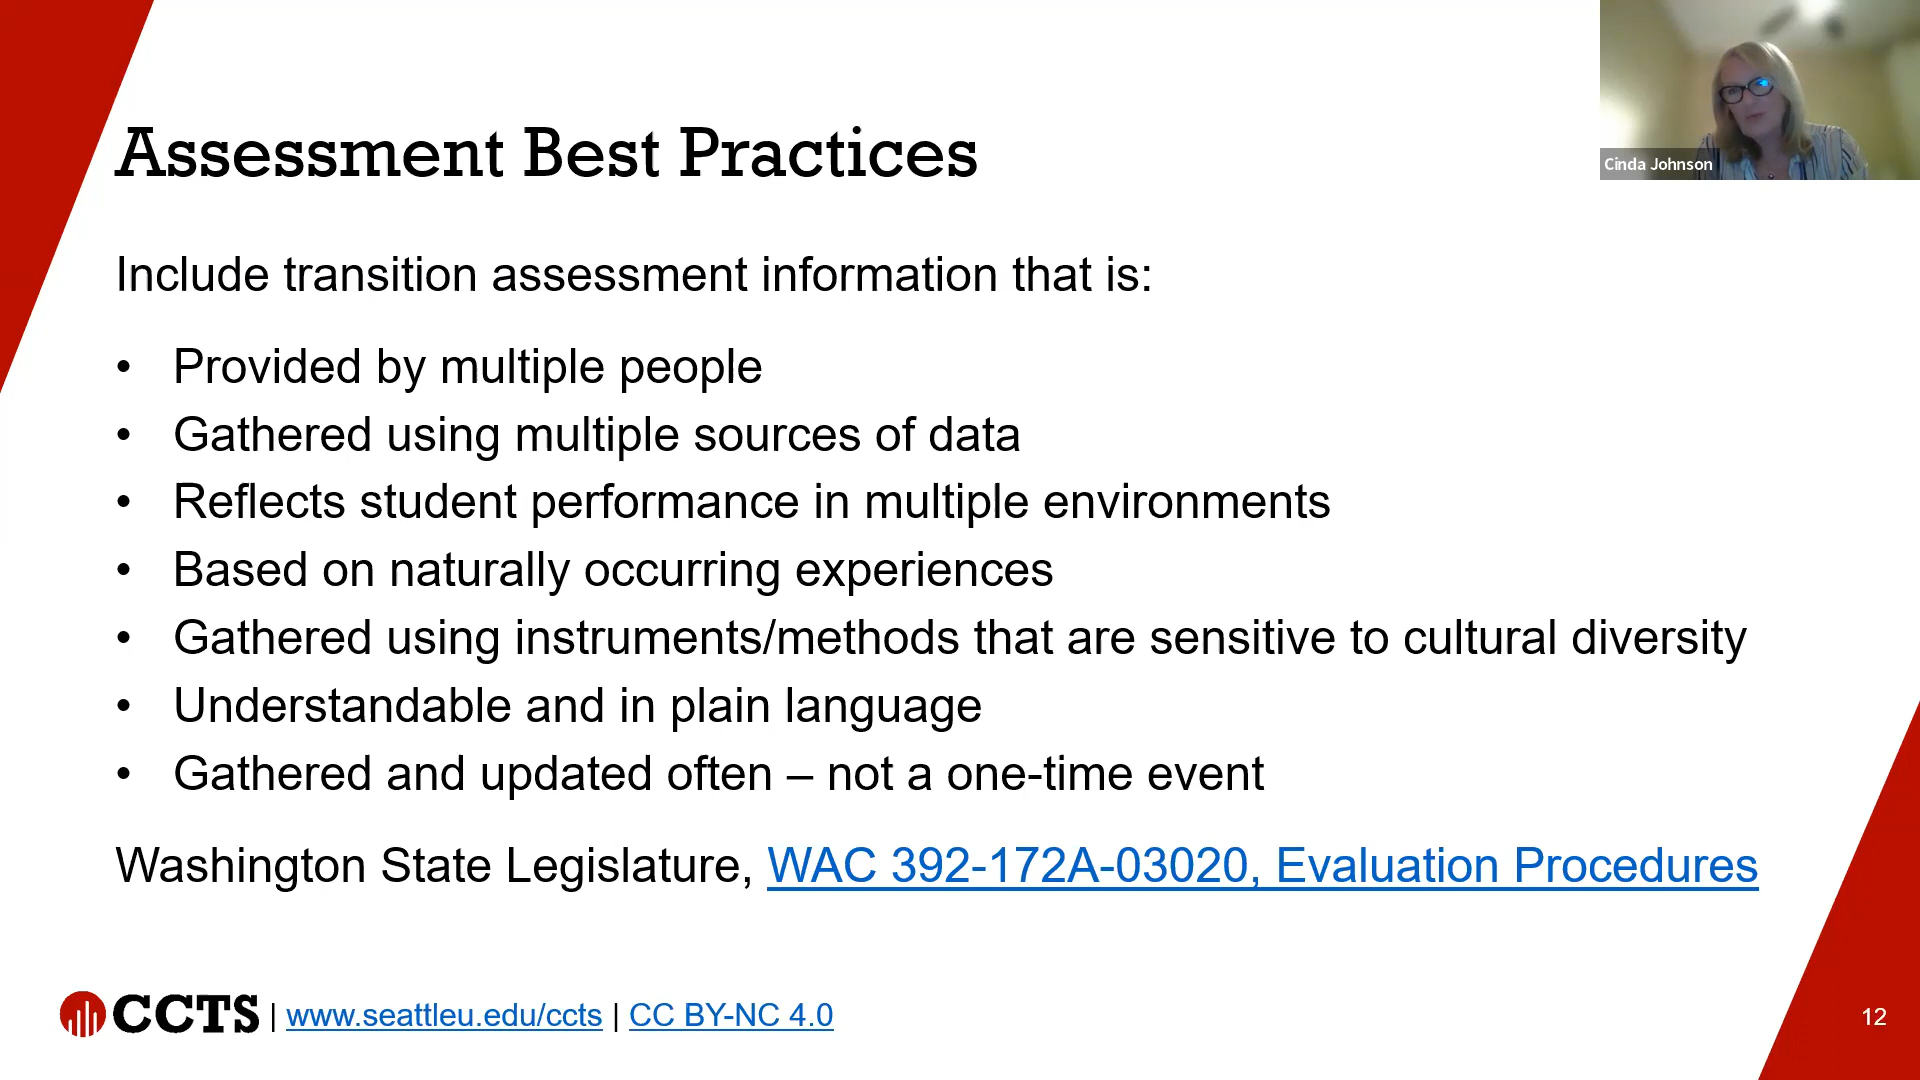 Cinda Johnson
Assessment Best Practices
Include transition assessment information that is:
• Provided by multiple people
• Gathered using multiple sources of data
• Reflects student performance in multiple environments
• Based on naturally occurring experiences
• Gathered using instruments/methods that are sensitive to cultural diversity
• Understandable and in plain language
• Gathered and updated often – not a one-time event
Washington State Legislature, WAC 392-172A-03020, Evaluation Procedures
CCTS | www.seattleu.edu/ccts | CC BY-NC 4.0
12